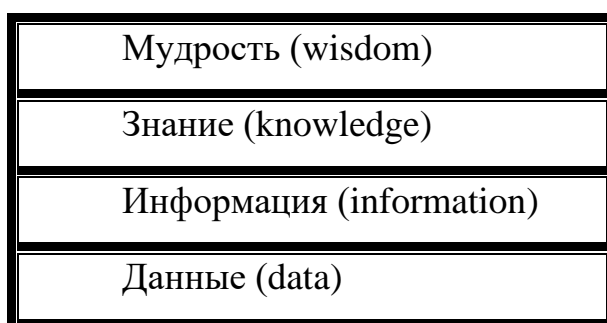 Мудрость (wisdom)
Знание (knowledge)
Информация (information)
Данные (data)